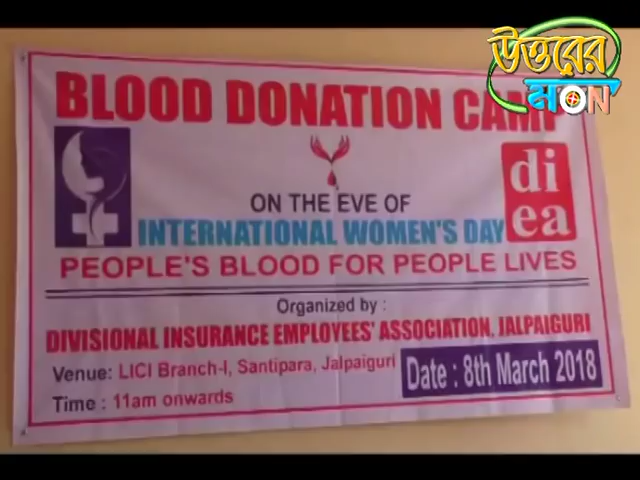 উত্তরের
মON
BLOOD DONATION CAMP
di
ea
ON THE EVE OF
INTERNATIONAL WOMEN'S DAY
PEOPLE'S BLOOD FOR PEOPLE LIVES
Organized by :
DIVISIONAL INSURANCE EMPLOYEES' ASSOCIATION, JALPAIGURI
Venue: LICI Branch-I, Santipara, Jalpaiguri
Date : 8th March 2018
Time : 11am onwards